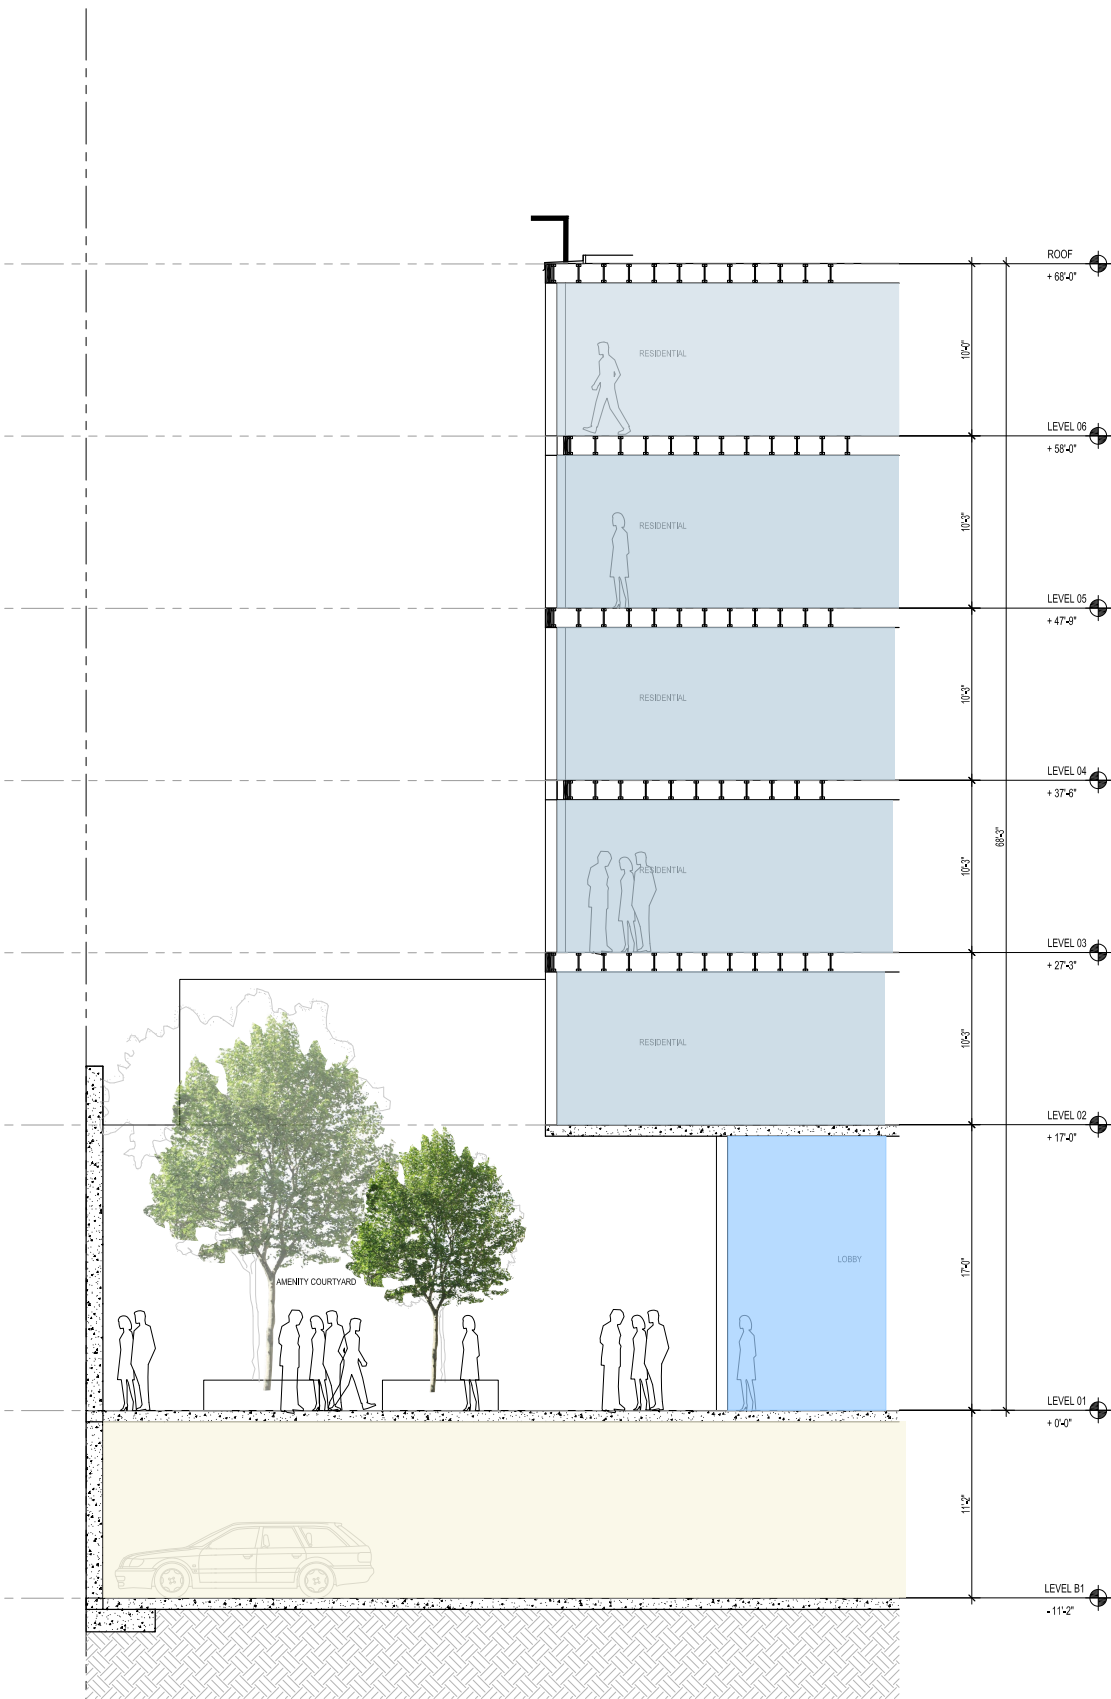 ROOF
+ 68'-0"
10'-0"
RESIDENTIAL
LEVEL 06
+ 58'-0"
10'-3"
RESIDENTIAL
LEVEL 05
+ 47'-9"
10'-3"
RESIDENTIAL
LEVEL 04
+ 37'-6"
68'-3"
10'-3"
RESIDENTIAL
LEVEL 03
+ 27'-3"
10'-3"
RESIDENTIAL
LEVEL 02
+ 17'-0"
17'-0"
LOBBY
AMENITY COURTYARD
LEVEL 01
+ 0'-0"
11'-2"
LEVEL B1
- 11'-2"